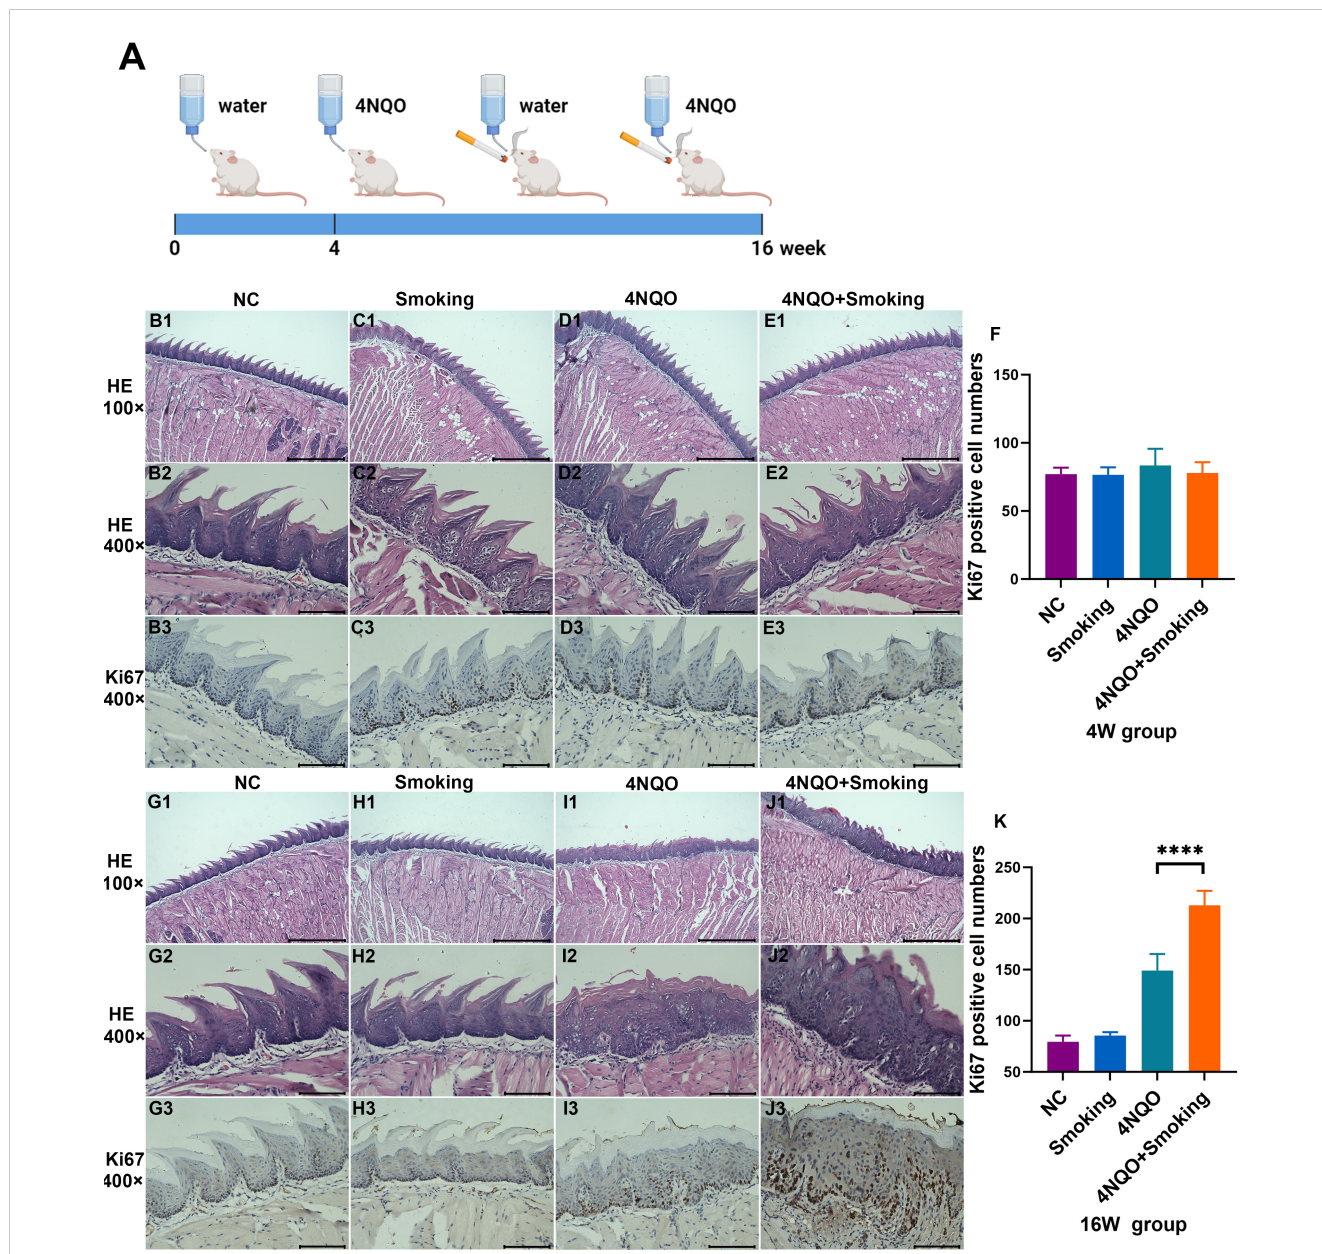 A
water
4NQO
water
4NQO
0
4
16 week
NC
Smoking
4NQO
4NQO+Smoking
B1
C1
D1
E1
HE
100×
B2
C2
D2
E2
HE
400×
B3
C3
D3
E3
Ki67
400×
F
Ki67 positive cell numbers
150
100
50
0
NC
Smoking
4NQO
4NQO+Smoking
4W group
NC
Smoking
4NQO
4NQO+Smoking
G1
H1
I1
J1
HE
100×
G2
H2
I2
J2
HE
400×
G3
H3
I3
J3
Ki67
400×
K
Ki67 positive cell numbers
250
200
150
100
50
****
NC
Smoking
4NQO
4NQO+Smoking
16W group